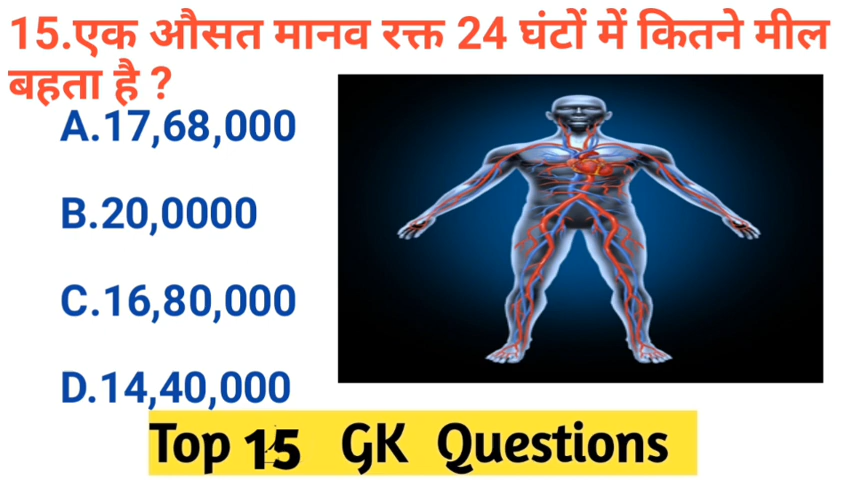 15.एक औसत मानव रक्त 24 घंटों में कितने मील
बहता है ?
A.17,68,000
B.20,0000
C.16,80,000
D.14,40,000
Top 15 GK Questions